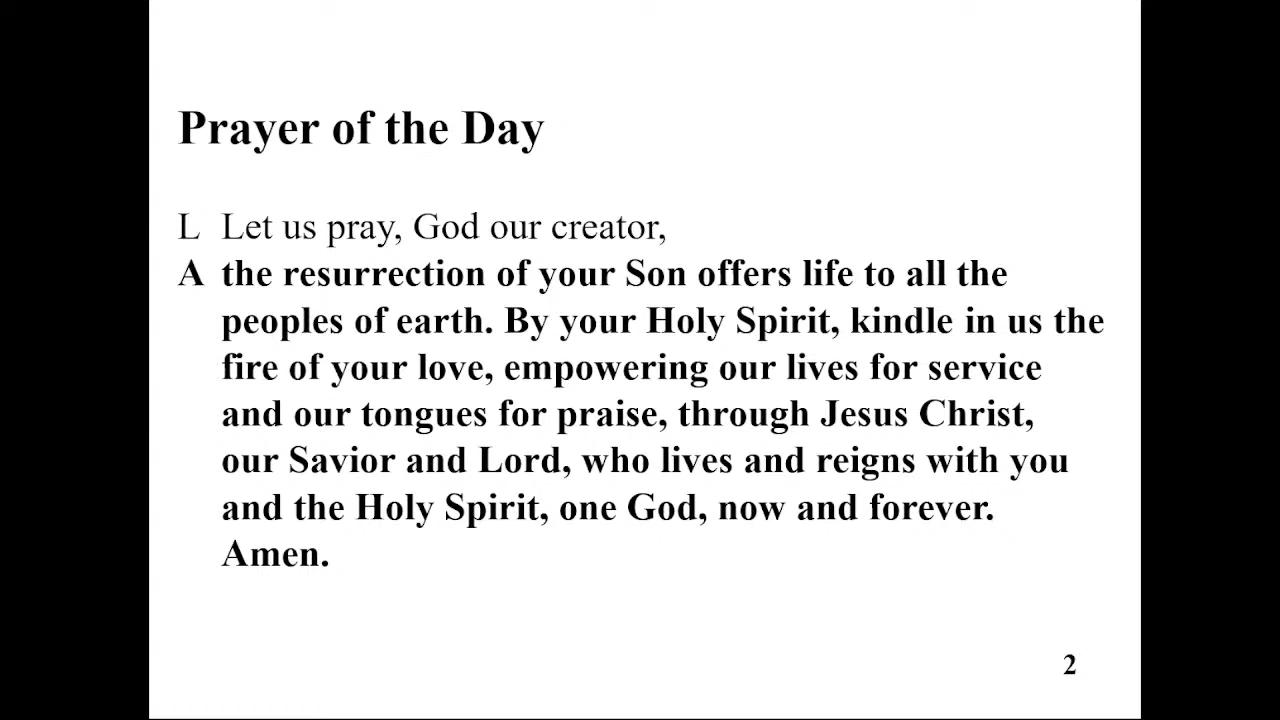 Prayer of the Day
L Let us pray, God our creator,
A the resurrection of your Son offers life to all the
peoples of earth. By your Holy Spirit, kindle in us the
fire of your love, empowering our lives for service
and our tongues for praise, through Jesus Christ,
our Savior and Lord, who lives and reigns with you
and the Holy Spirit, one God, now and forever.
Amen.
2